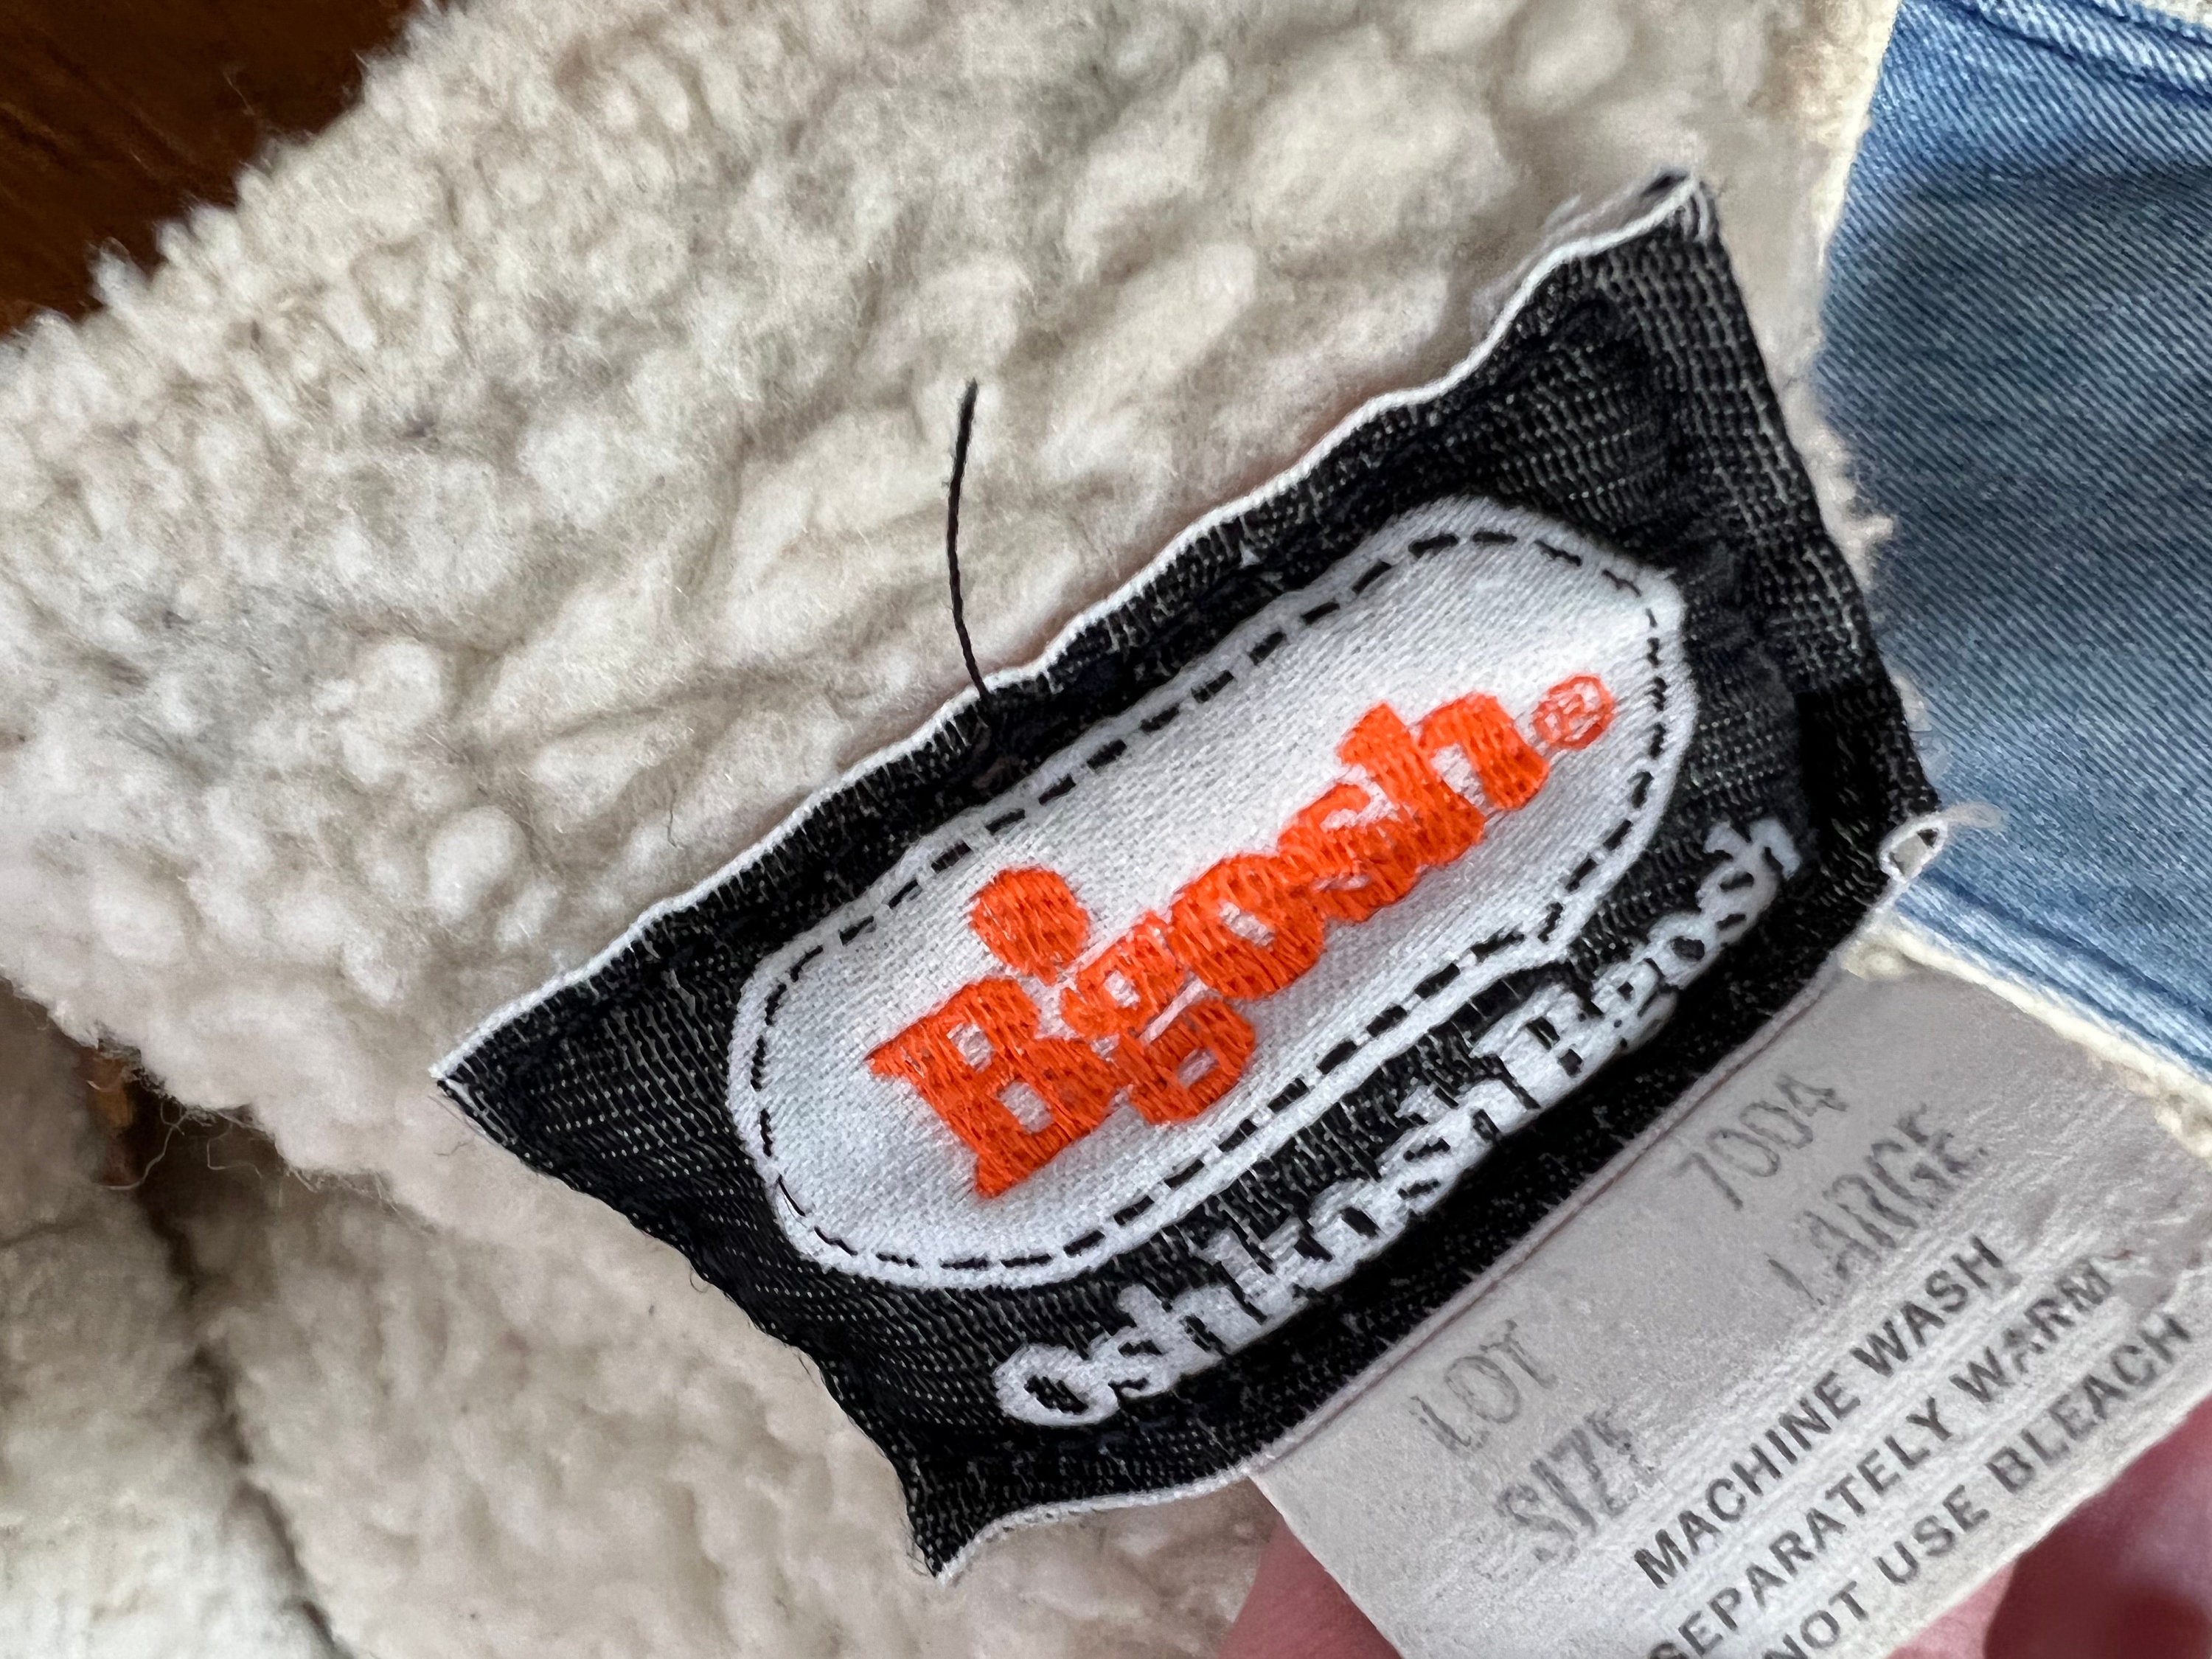 B'gosh®
OshKosh B'gosh
LOT 7004
SIZE LARGE
MACHINE WASH
SEPARATELY WARM
NOT USE BLEACH